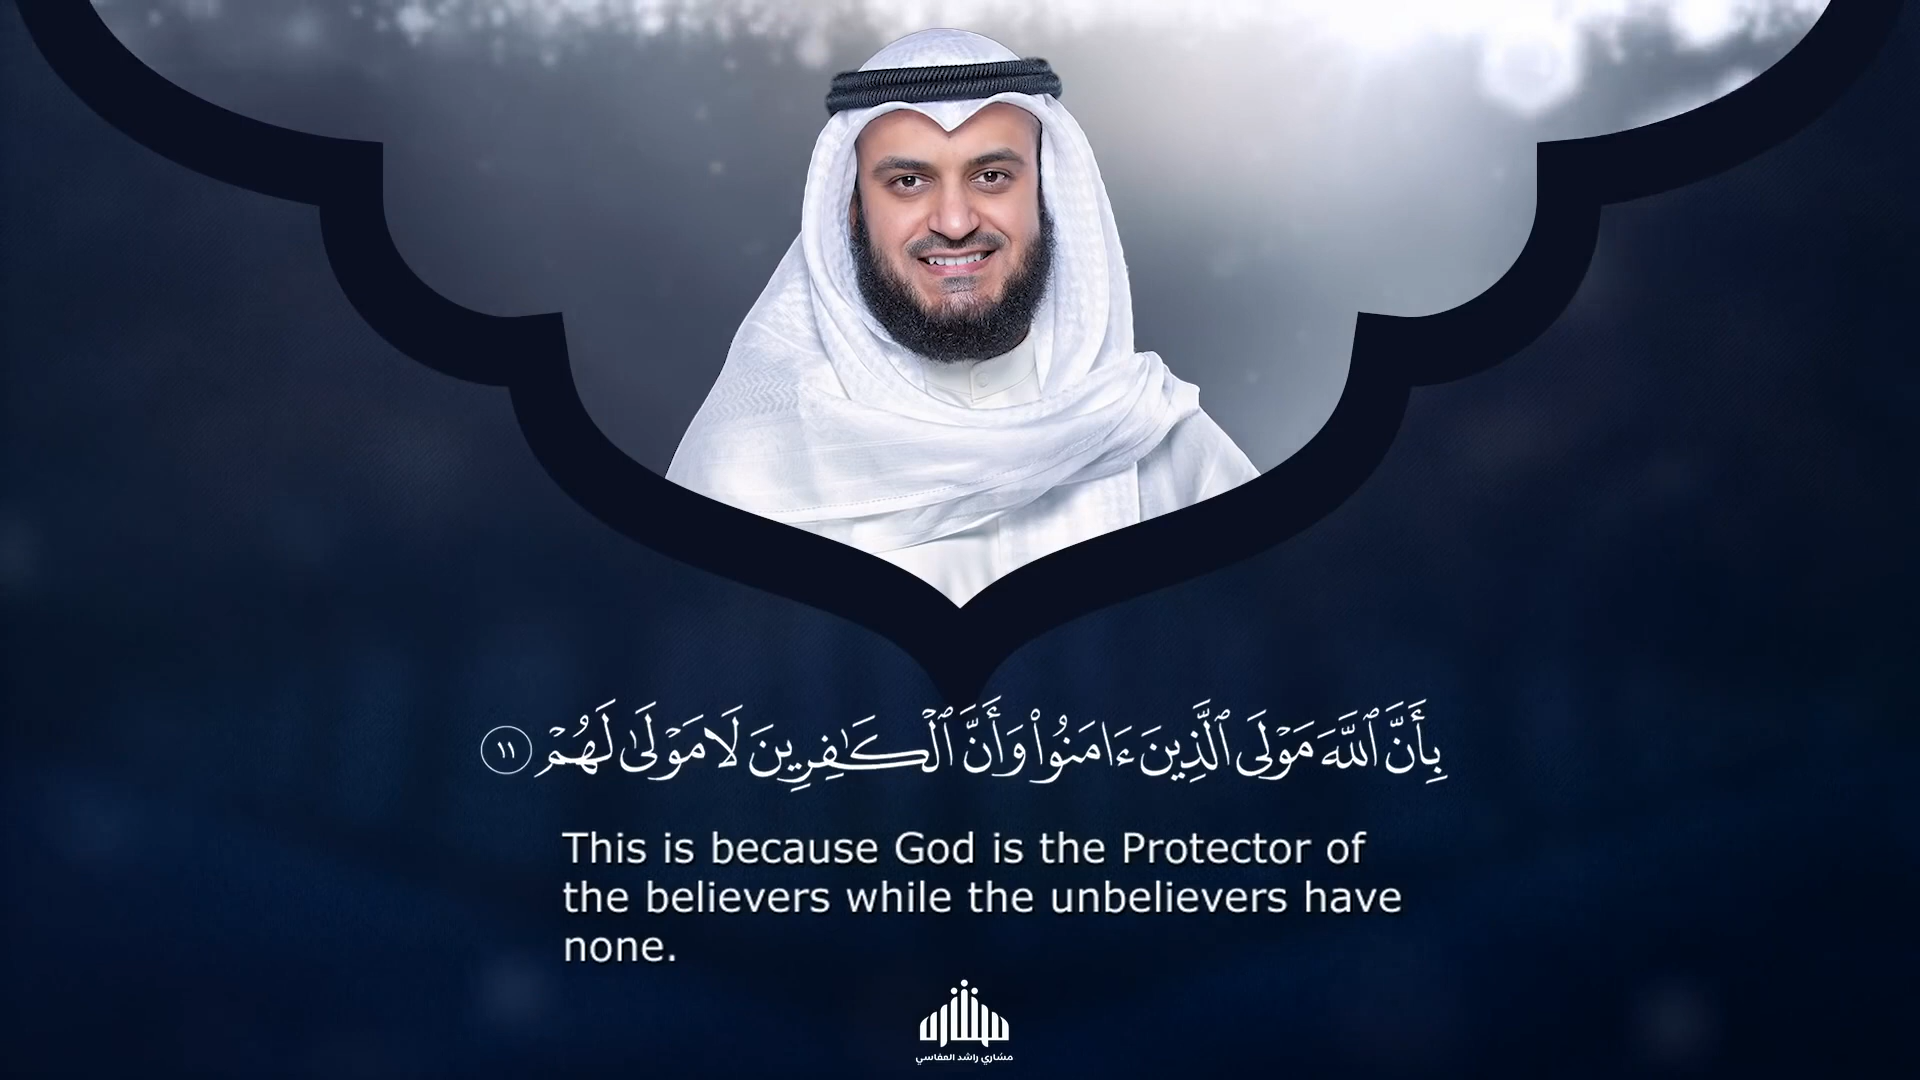 بِأَنَّ ٱللَّهَ مَوْلَى ٱلَّذِينَ ءَامَنُوا۟ وَأَنَّ ٱلْكَـٰفِرِينَ لَا مَوْلَىٰ لَهُمْ ١١
This is because God is the Protector of
the believers while the unbelievers have
none.
مشاري
مشاري راشد العفاسي